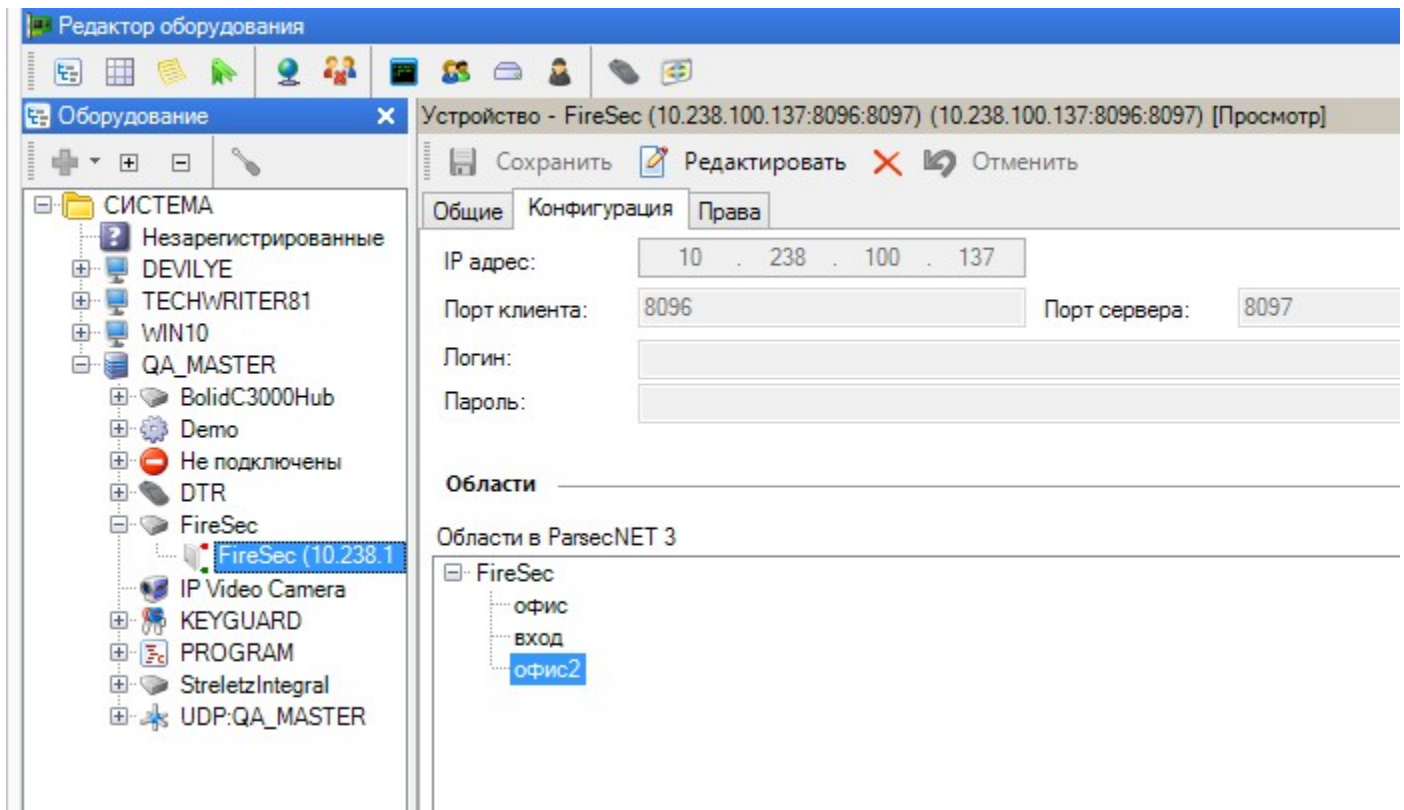 Редактор оборудования
Оборудование
СИСТЕМА
Незарегистрированные
DEVILYE
TECHWRITER81
WIN10
QA_MASTER
BolidC3000Hub
Demo
Не подключены
DTR
FireSec
FireSec (10.238.1
IP Video Camera
KEYGUARD
PROGRAM
StreletzIntegral
UDP:QA_MASTER
Устройство - FireSec (10.238.100.137:8096:8097) (10.238.100.137:8096:8097) [Просмотр]
Сохранить Редактировать Отменить
Общие Конфигурация Права
IP адрес: 10 . 238 . 100 . 137
Порт клиента: 8096 Порт сервера: 8097
Логин:
Пароль:
Области
Области в ParsecNET 3
FireSec
офис
вход
офис2